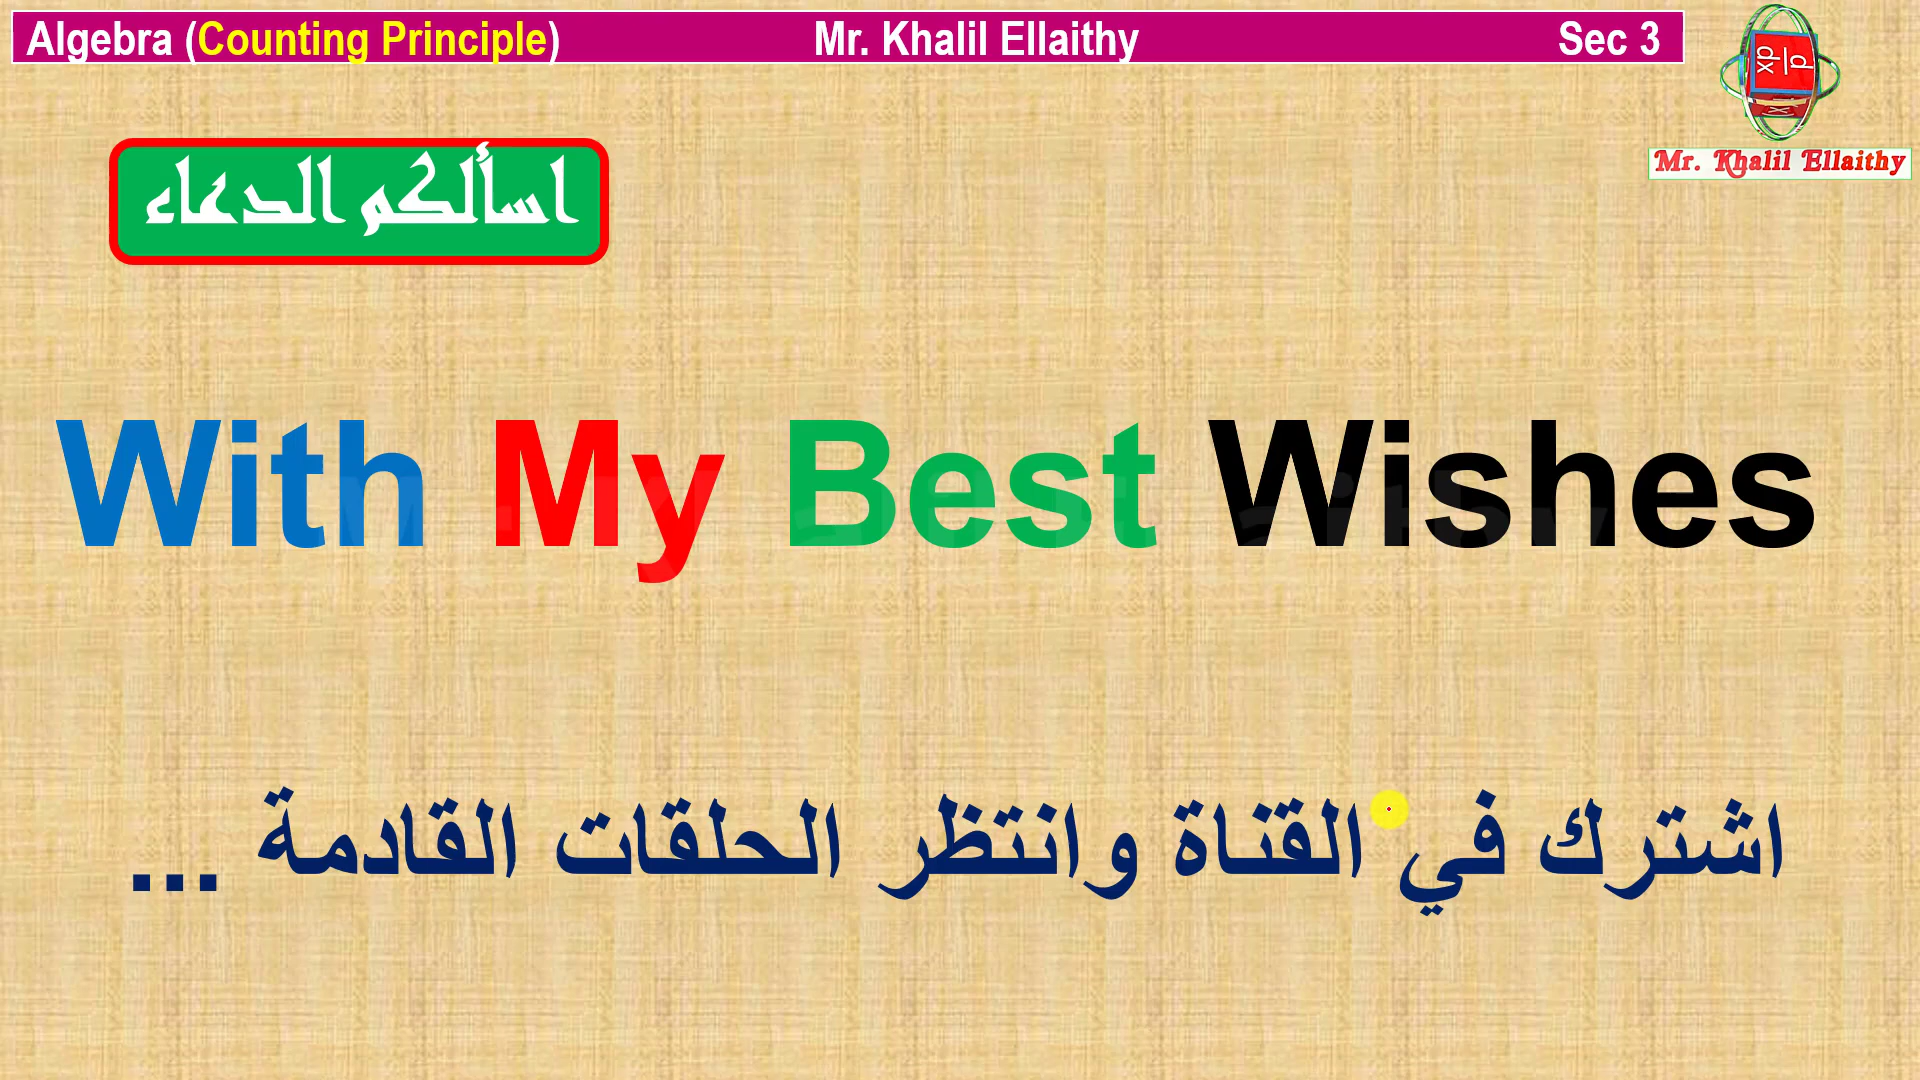 Algebra (Counting Principle) Mr. Khalil Ellaithy Sec 3
d
dx
Mr. Khalil Ellaithy
اسألكم الدعاء
With My Best Wishes
اشترك في القناة وانتظر الحلقات القادمة ...